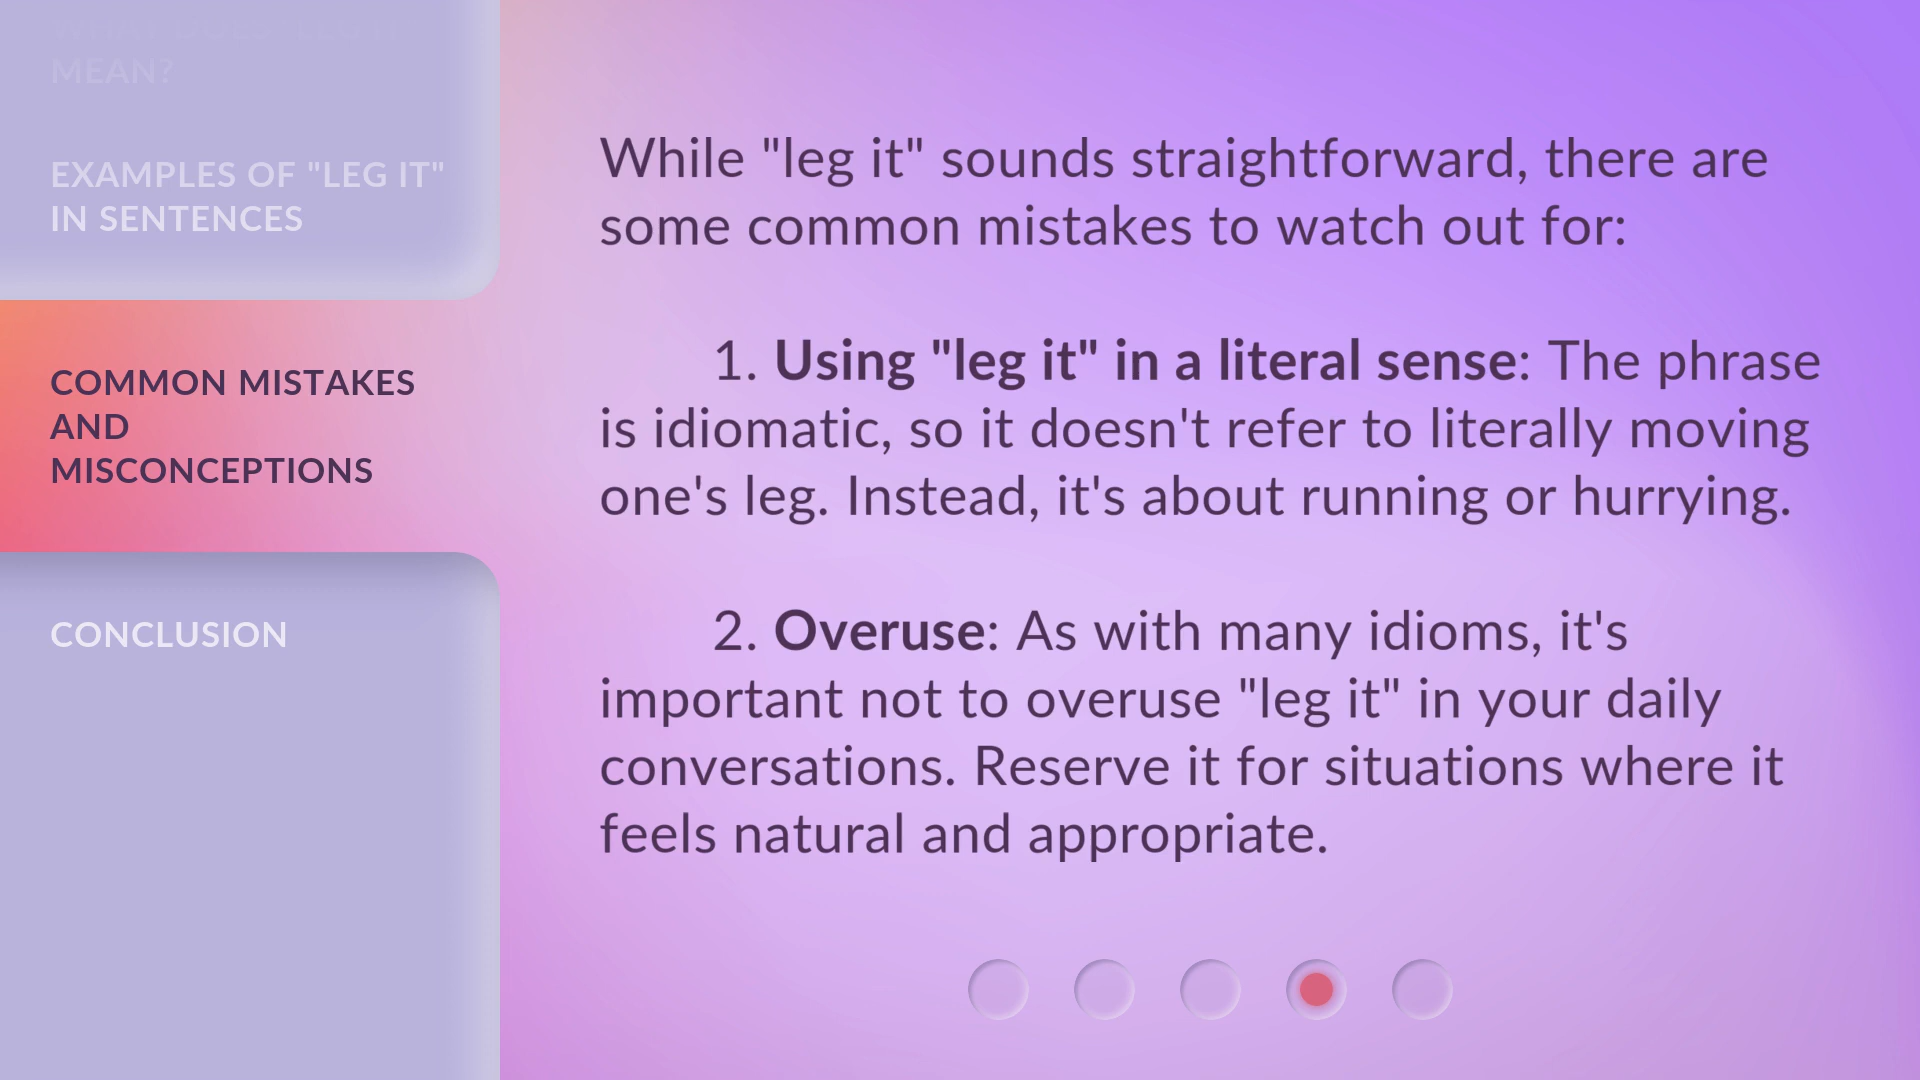 MEAN?
EXAMPLES OF "LEG IT"
IN SENTENCES
COMMON MISTAKES
AND
MISCONCEPTIONS
CONCLUSION
While "leg it" sounds straightforward, there are
some common mistakes to watch out for:
1. Using "leg it" in a literal sense: The phrase
is idiomatic, so it doesn't refer to literally moving
one's leg. Instead, it's about running or hurrying.
2. Overuse: As with many idioms, it's
important not to overuse "leg it" in your daily
conversations. Reserve it for situations where it
feels natural and appropriate.